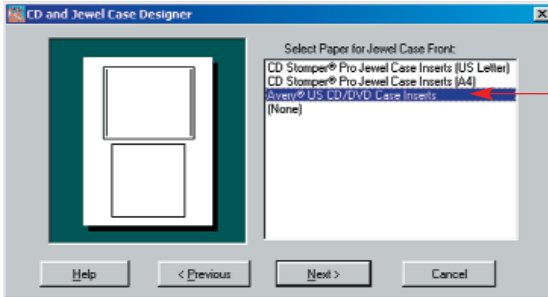 CD and Jewel Case Designer
Select Paper for Jewel Case Front:
CD Stomper® Pro Jewel Case Inserts (US Letter)
CD Stomper® Pro Jewel Case Inserts (A4)
Avery® US CD/DVD Case Inserts
(None)
Help
< Previous
Next >
Cancel